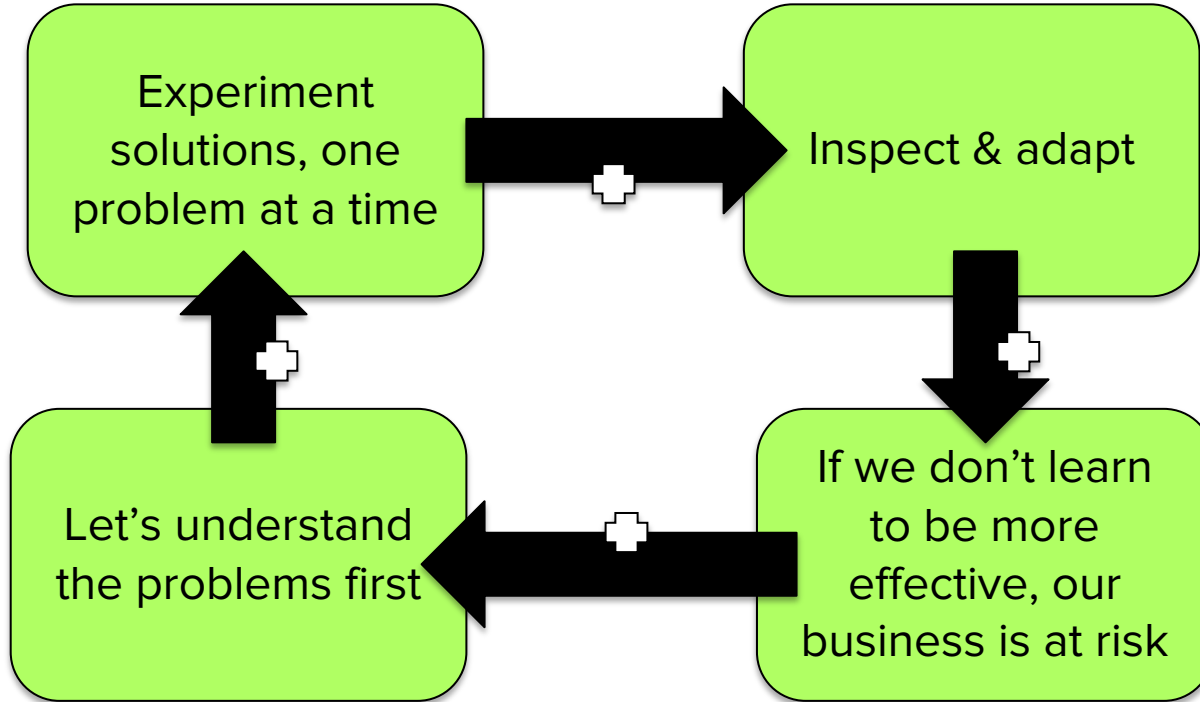 Experiment
solutions, one
problem at a time
Inspect & adapt
Let’s understand
the problems first
If we don’t learn
to be more
effective, our
business is at risk